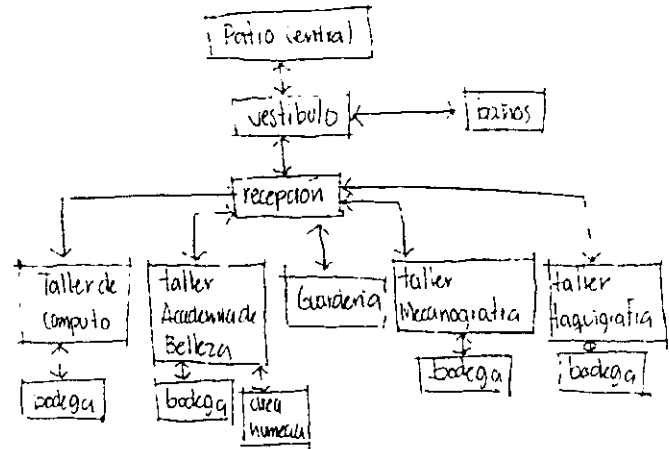 Patio Central
vestibulo
baños
recepción
Taller de
Computo
taller
Academia de
Belleza
Guarderia
taller
Mecanografia
taller
taquigrafia
bodega
bodega
area
humeda
bodega
bodega